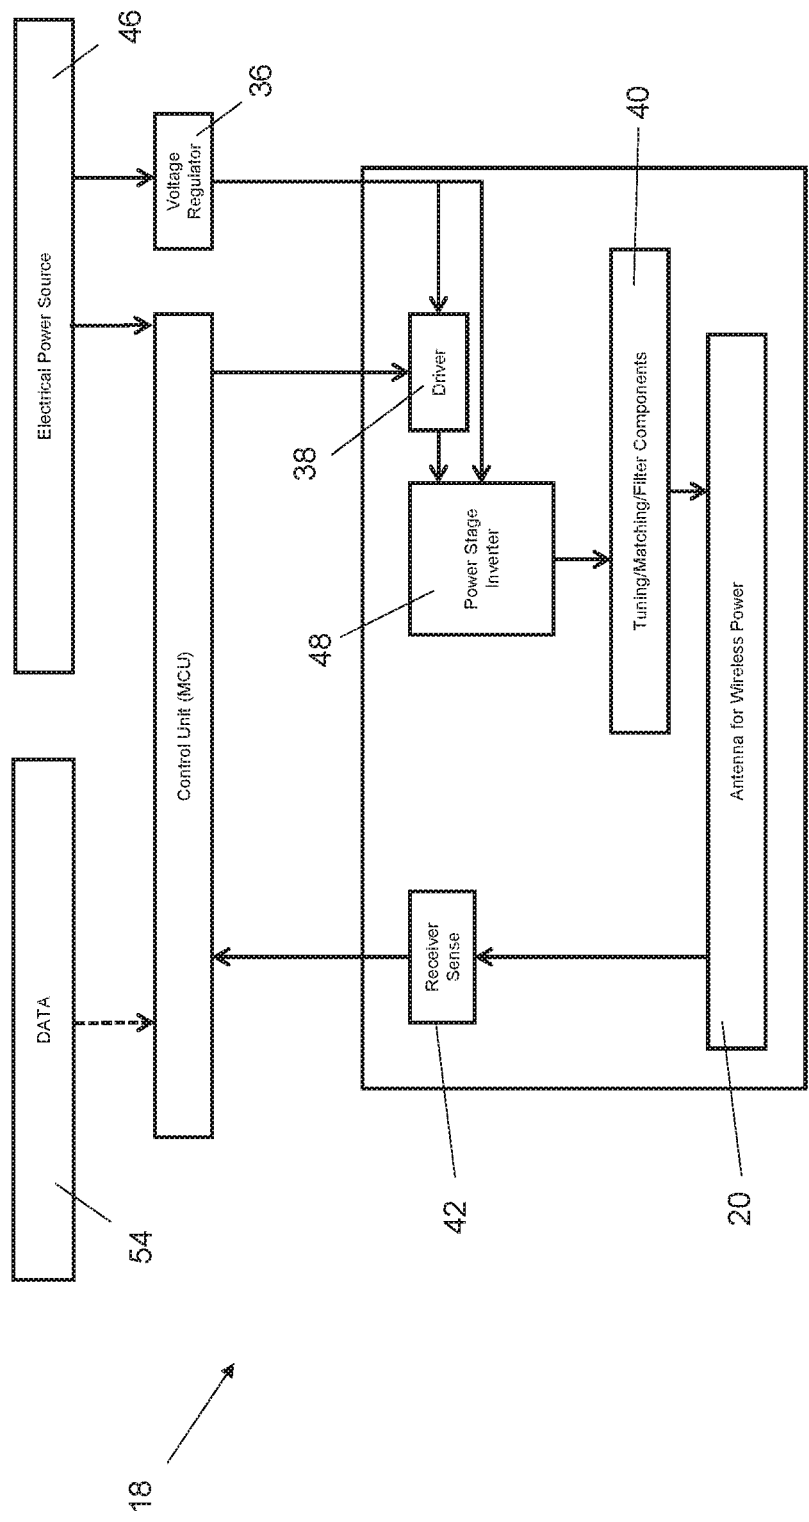 18
54
DATA
Electrical Power Source
46
Control Unit (MCU)
Voltage
Regulator
36
42
Receiver
Sense
48
Power Stage
Inverter
38
Driver
Tuning/Matching/Filter Components
40
20
Antenna for Wireless Power